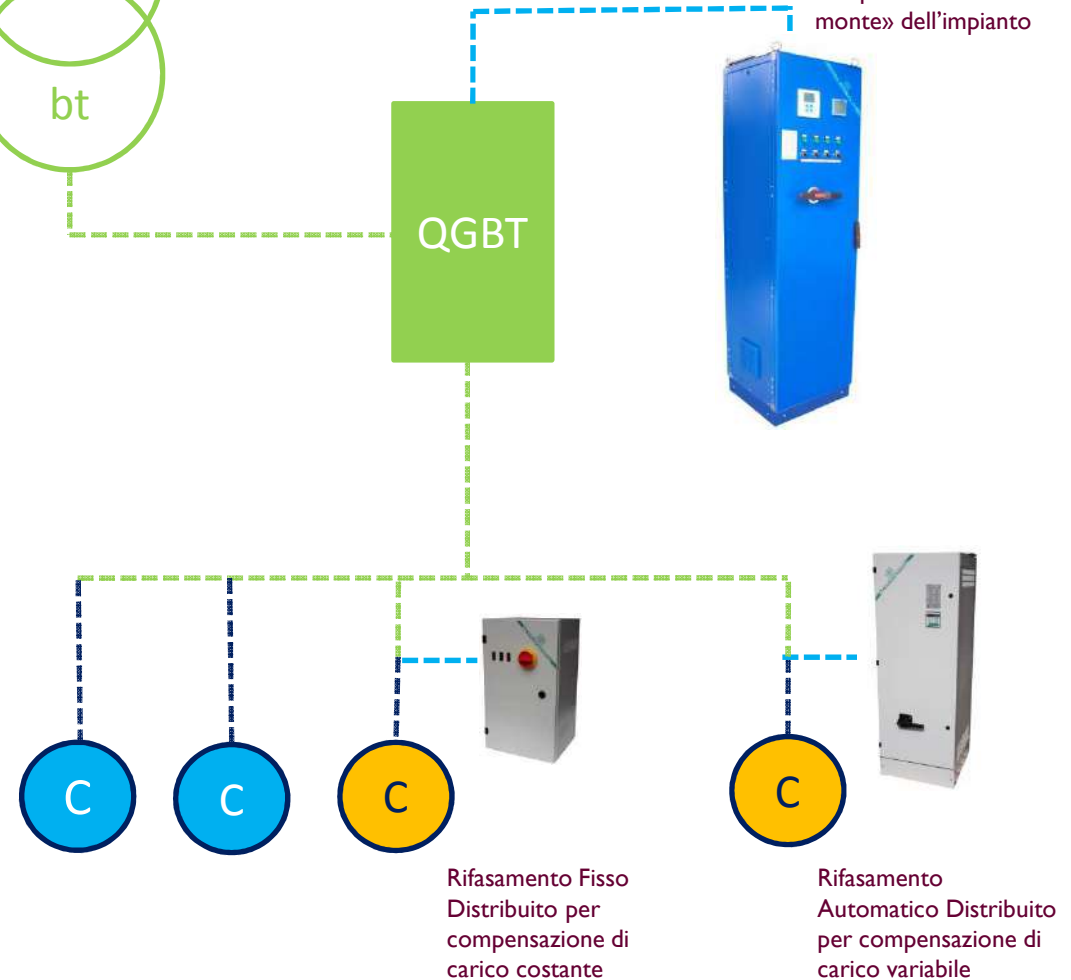 monte» dell'impianto
bt
QGBT
C
C
C
C
Rifasamento Fisso
Distribuito per
compensazione di
carico costante
Rifasamento
Automatico Distribuito
per compensazione di
carico variabile